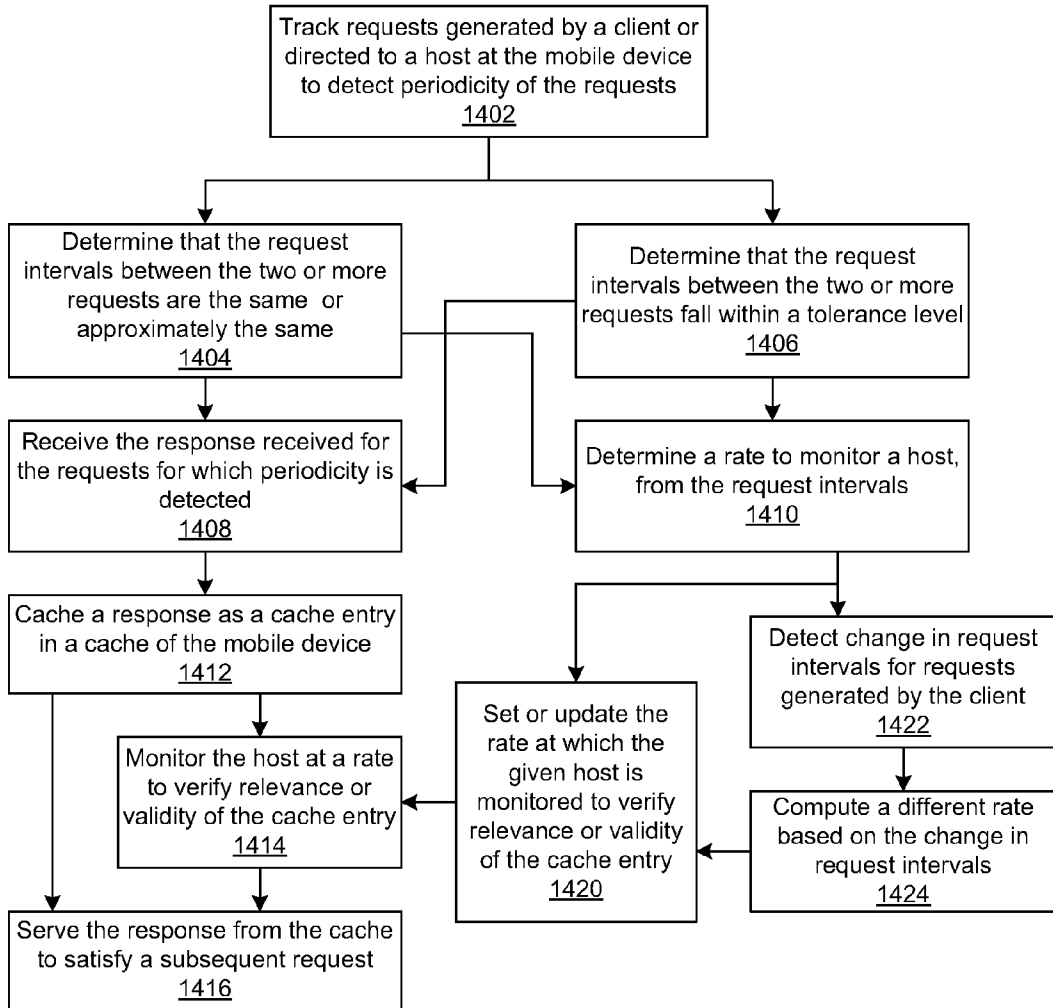 Track requests generated by a client or
directed to a host at the mobile device
to detect periodicity of the requests
1402
Determine that the request
intervals between the two or more
requests are the same or
approximately the same
1404
Determine that the request
intervals between the two or more
requests fall within a tolerance level
1406
Receive the response received for
the requests for which periodicity is
detected
1408
Determine a rate to monitor a host,
from the request intervals
1410
Cache a response as a cache entry
in a cache of the mobile device
1412
Detect change in request
intervals for requests
generated by the client
1422
Set or update the
rate at which the
given host is
monitored to verify
relevance or validity
of the cache entry
1420
Monitor the host at a rate
to verify relevance or
validity of the cache entry
1414
Compute a different rate
based on the change in
request intervals
1424
Serve the response from the cache
to satisfy a subsequent request
1416